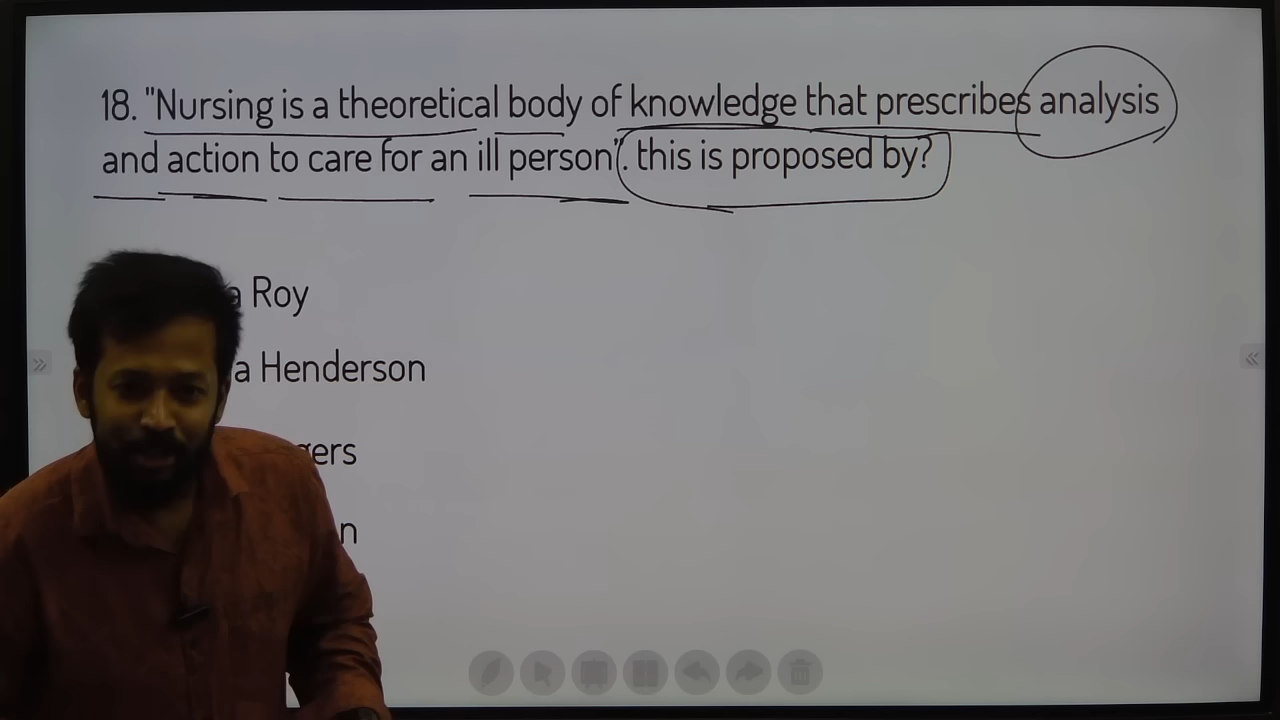 18. "Nursing is a theoretical body of knowledge that prescribes analysis
and action to care for an ill person". this is proposed by?
Roy
Henderson